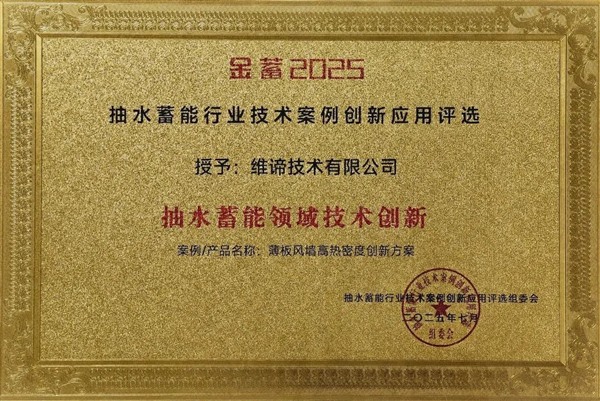 金蓄2025
抽水蓄能行业技术案例创新应用评选
授予：维谛技术有限公司
抽水蓄能领域技术创新
案例/产品名称：薄板风墙高热密度创新方案
抽水蓄能行业技术案例创新应用评选组委会
二〇二五年七月
组委会